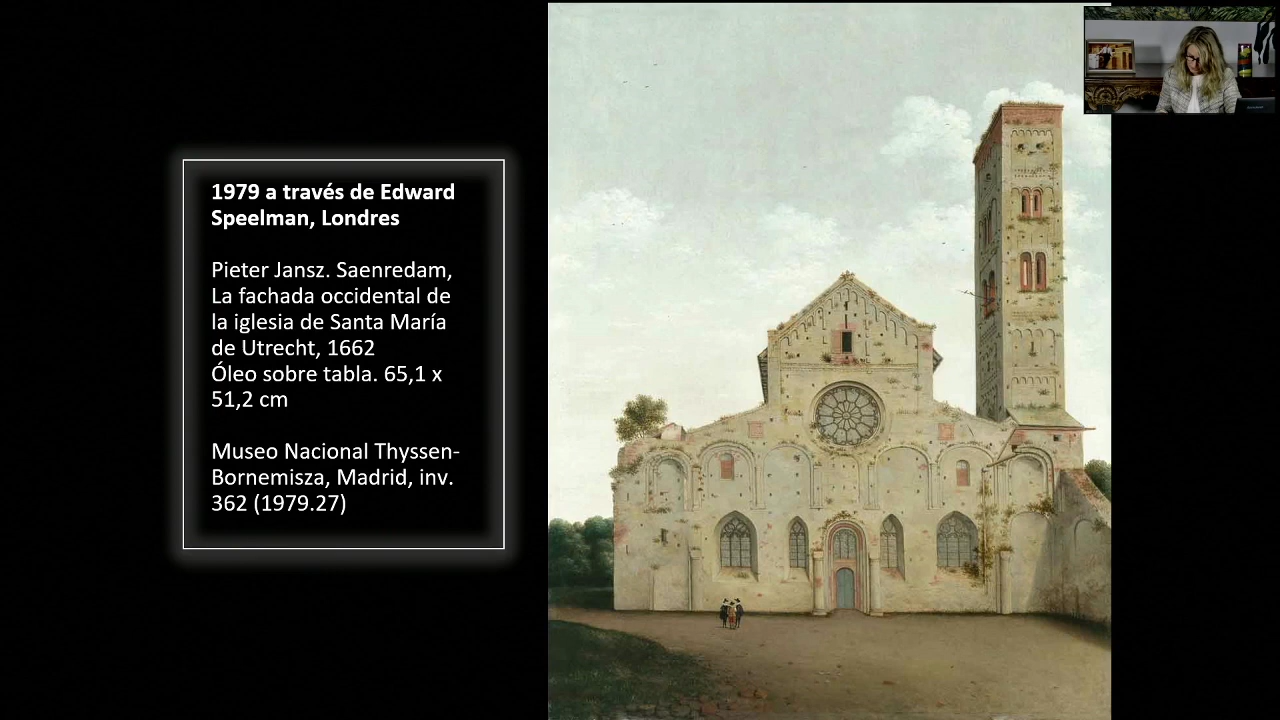 1979 a través de Edward
Speelman, Londres
Pieter Jansz. Saenredam,
La fachada occidental de
la iglesia de Santa María
de Utrecht, 1662
Óleo sobre tabla. 65,1 x
51,2 cm
Museo Nacional Thyssen-
Bornemisza, Madrid, inv.
362 (1979.27)